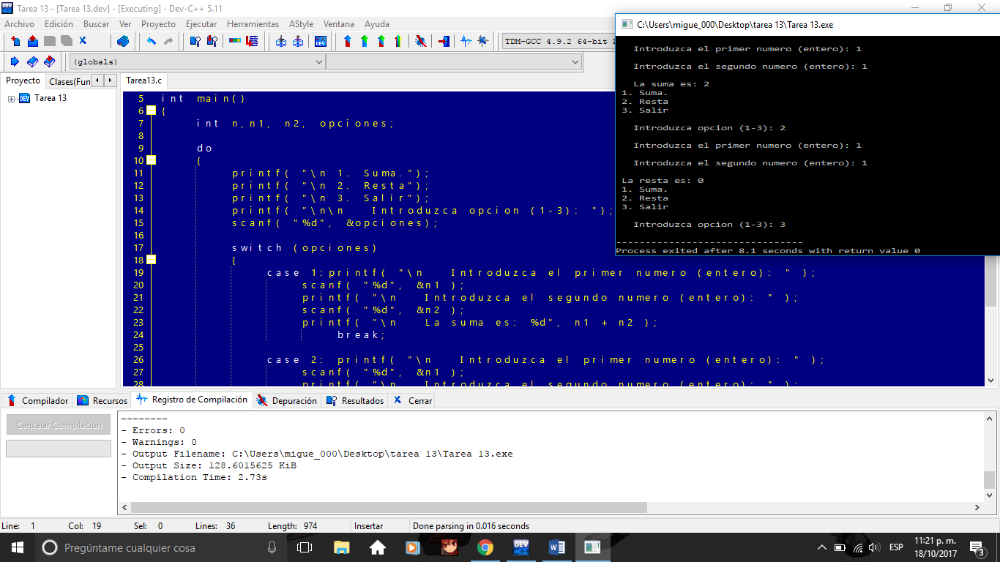 Tarea 13 - [Tarea 13.dev] - [Executing] - Dev-C++ 5.11
Archivo Edición Buscar Ver Proyecto Ejecutar Herramientas AStyle Ventana Ayuda
TDM-GCC 4.9.2 64-bit
(globals)
Proyecto Clases(Fun
Tarea 13
Tarea13.c
5 int main()
6 {
7 int n,n1, n2, opciones;
8
9 do
10 {
11 printf( "\n 1. Suma.");
12 printf( "\n 2. Resta");
13 printf( "\n 3. Salir");
14 printf( "\n\n   Introduzca opcion (1-3): ");
15 scanf( "%d", &opciones);
16
17 switch (opciones)
18 {
19 case 1:printf( "\n   Introduzca el primer numero (entero): " );
20 scanf( "%d", &n1 );
21 printf( "\n   Introduzca el segundo numero (entero): " );
22 scanf( "%d", &n2 );
23 printf( "\n   La suma es: %d", n1 + n2 );
24 break;
25
26 case 2: printf( "\n   Introduzca el primer numero (entero): " );
27 scanf( "%d", &n1 );
28 printf( "\n   Introduzca el segundo numero (entero): " );
C:\Users\migue_000\Desktop\tarea 13\Tarea 13.exe
Introduzca el primer numero (entero): 1
Introduzca el segundo numero (entero): 1
La suma es: 2
1. Suma.
2. Resta
3. Salir
Introduzca opcion (1-3): 2
Introduzca el primer numero (entero): 1
Introduzca el segundo numero (entero): 1
La resta es: 0
1. Suma.
2. Resta
3. Salir
Introduzca opcion (1-3): 3
--------------------------------
Process exited after 8.1 seconds with return value 0
Compilador Recursos Registro de Compilación Depuración Resultados Cerrar
Cancelar Compilación
--------
- Errors: 0
- Warnings: 0
- Output Filename: C:\Users\migue_000\Desktop\tarea 13\Tarea 13.exe
- Output Size: 128.6015625 KiB
- Compilation Time: 2.73s
Line: 1 Col: 19 Sel: 0 Lines: 36 Length: 974 Insertar Done parsing in 0.016 seconds
Pregúntame cualquier cosa
ESP
11:21 p. m.
18/10/2017
3